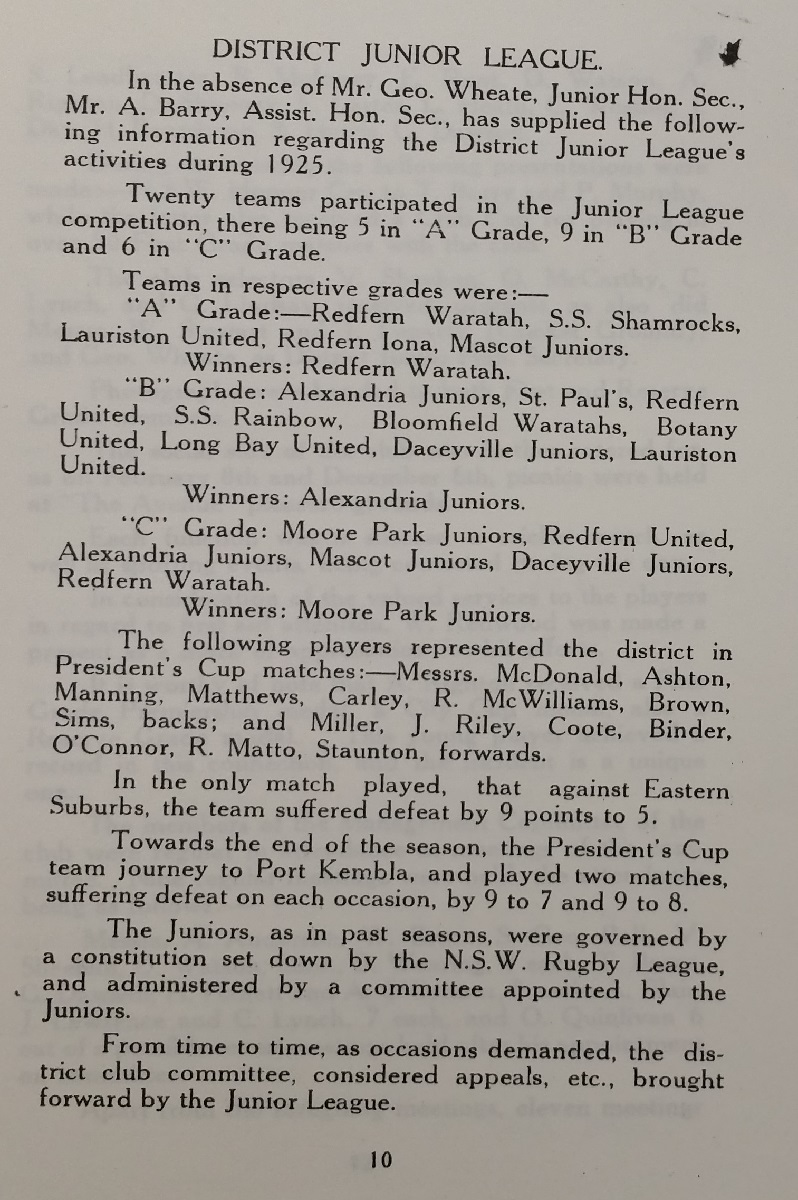 DISTRICT JUNIOR LEAGUE.
In the absence of Mr. Geo. Wheate, Junior Hon. Sec.,
Mr. A. Barry, Assist. Hon. Sec., has supplied the follow-
ing information regarding the District Junior League's
activities during 1925.
Twenty teams participated in the Junior League
competition, there being 5 in "A" Grade, 9 in "B" Grade
and 6 in "C" Grade.
Teams in respective grades were:—
"A" Grade:—Redfern Waratah, S.S. Shamrocks,
Lauriston United, Redfern Iona, Mascot Juniors.
Winners: Redfern Waratah.
"B" Grade: Alexandria Juniors, St. Paul's, Redfern
United, S.S. Rainbow, Bloomfield Waratahs, Botany
United, Long Bay United, Daceyville Juniors, Lauriston
United.
Winners: Alexandria Juniors.
"C" Grade: Moore Park Juniors, Redfern United,
Alexandria Juniors, Mascot Juniors, Daceyville Juniors,
Redfern Waratah.
Winners: Moore Park Juniors.
The following players represented the district in
President's Cup matches:—Messrs. McDonald, Ashton,
Manning, Matthews, Carley, R. McWilliams, Brown,
Sims, backs; and Miller, J. Riley, Coote, Binder,
O'Connor, R. Matto, Staunton, forwards.
In the only match played, that against Eastern
Suburbs, the team suffered defeat by 9 points to 5.
Towards the end of the season, the President's Cup
team journey to Port Kembla, and played two matches,
suffering defeat on each occasion, by 9 to 7 and 9 to 8.
The Juniors, as in past seasons, were governed by
a constitution set down by the N.S.W. Rugby League,
and administered by a committee appointed by the
Juniors.
From time to time, as occasions demanded, the dis-
trict club committee, considered appeals, etc., brought
forward by the Junior League.
10